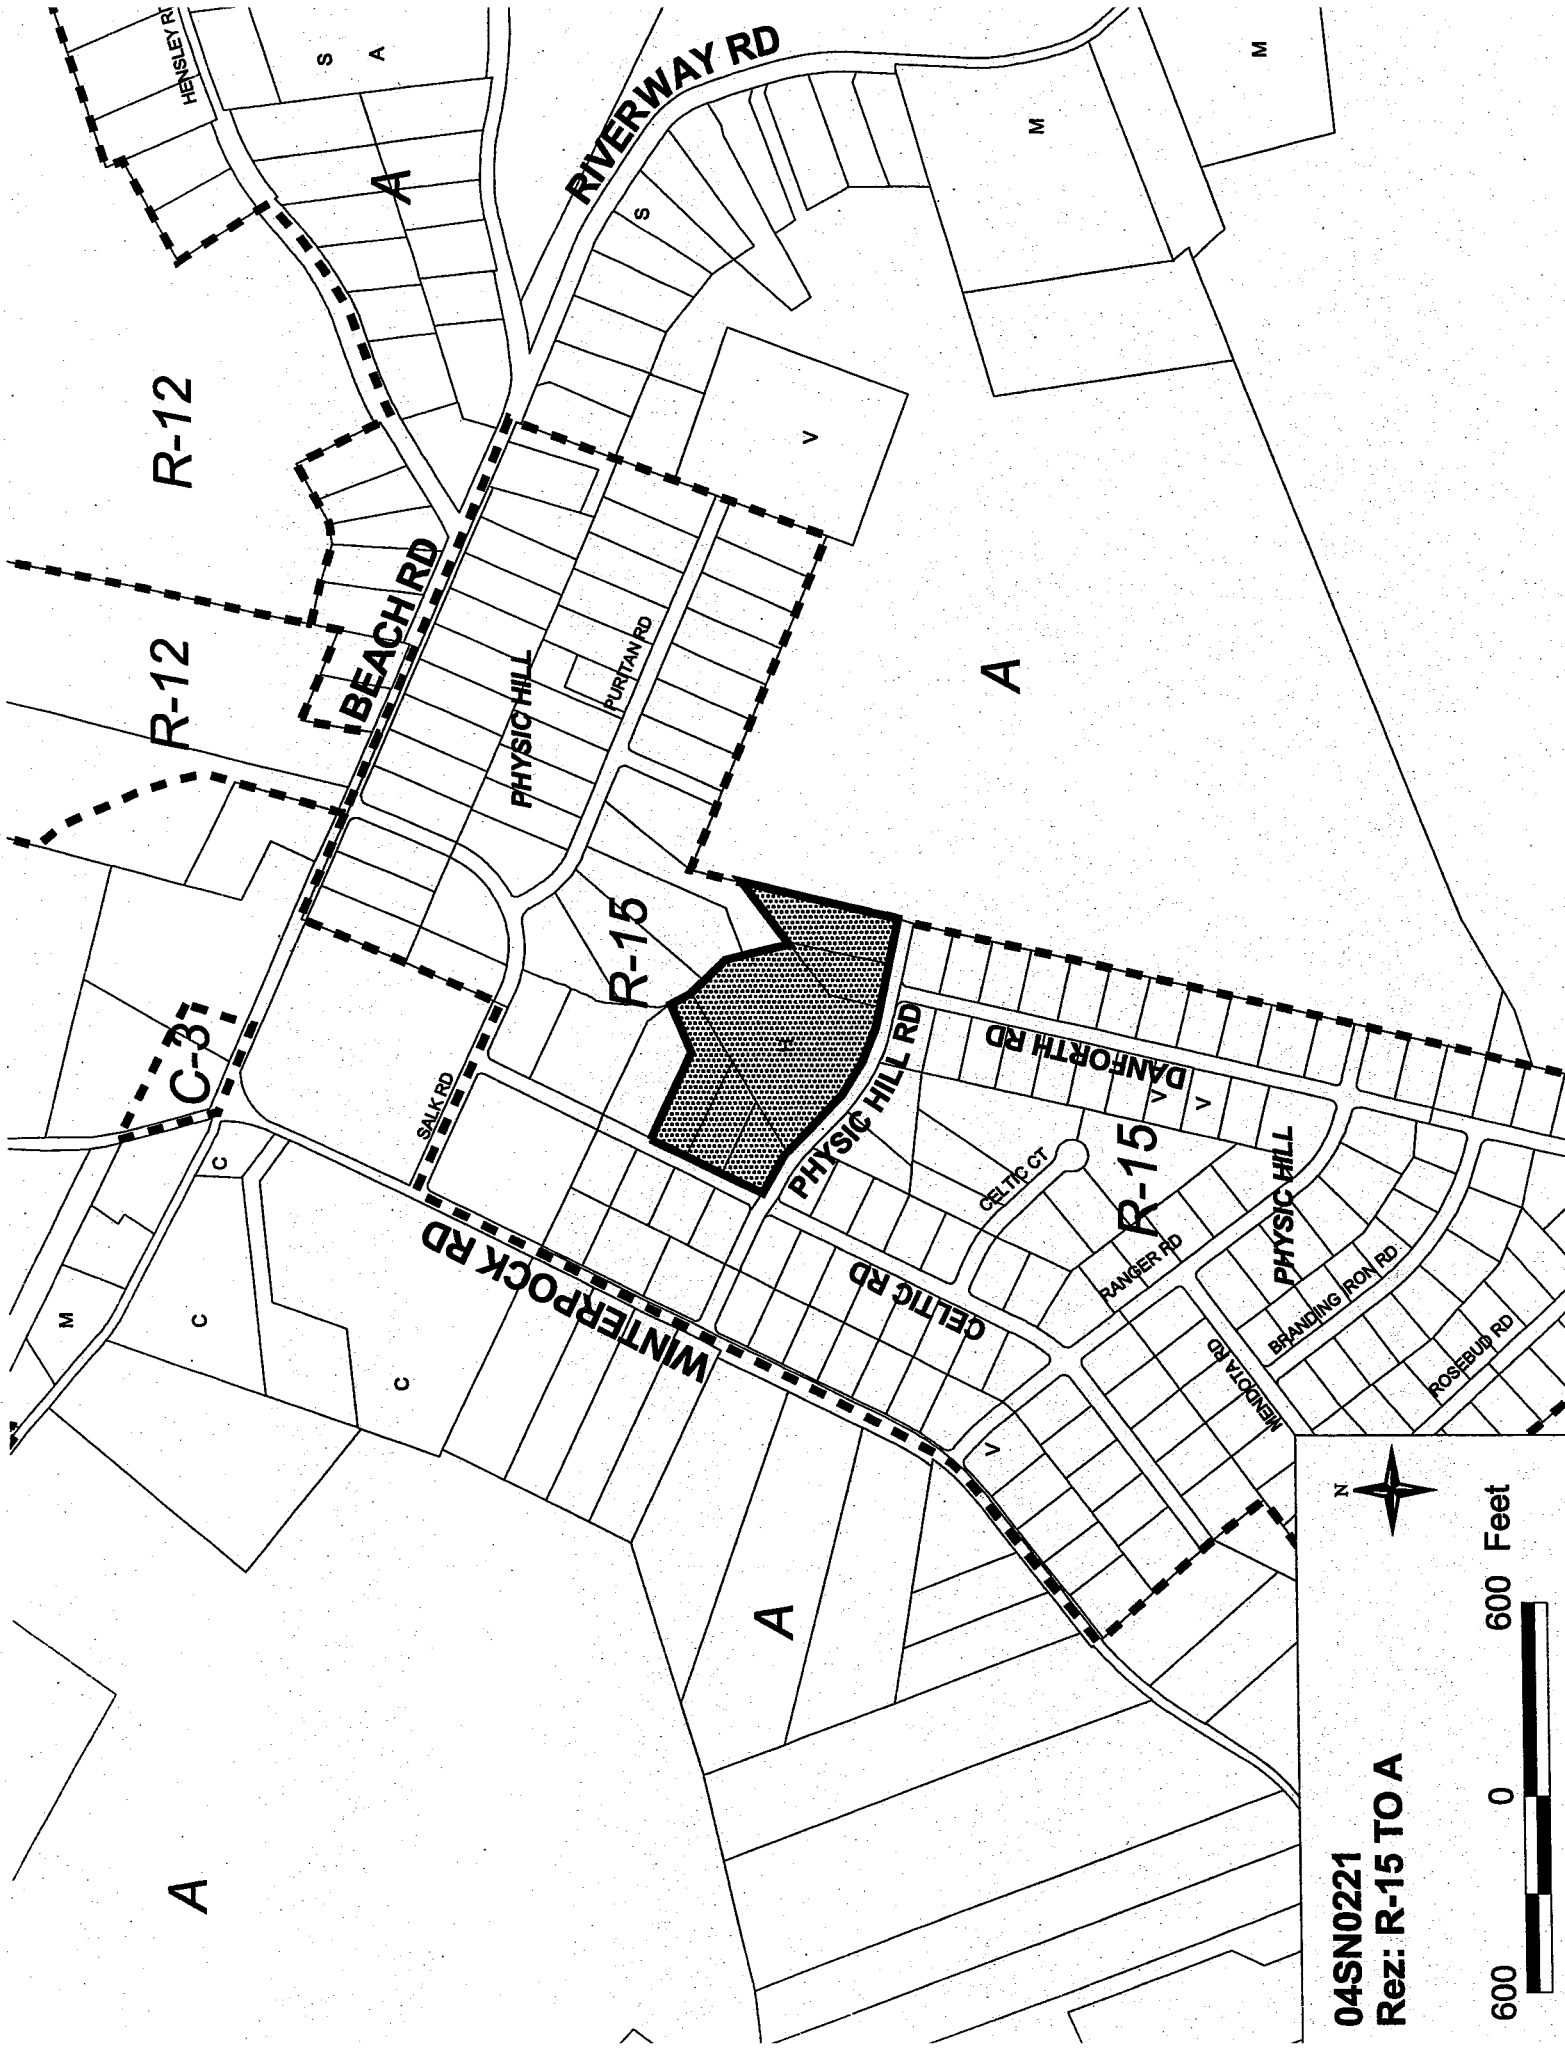 HENSLEY RD
S
A
A
RIVERWAY RD
M
M
S
R-12
R-12
BEACH RD
V
PURITAN RD
PHYSIC HILL
A
R-15
C-3
SALK RD
H
PHYSIC HILL RD
DANFORTH RD
V
V
R-15
CELTIC CT
PHYSIC HILL
C
M
C
C
WINTERPOCK RD
CELTIC RD
RANGER RD
BRANDING IRON RD
MENDOTA RD
ROSEBUD RD
V
A
A
N
04SN0221
Rez: R-15 TO A
600 0 600 Feet